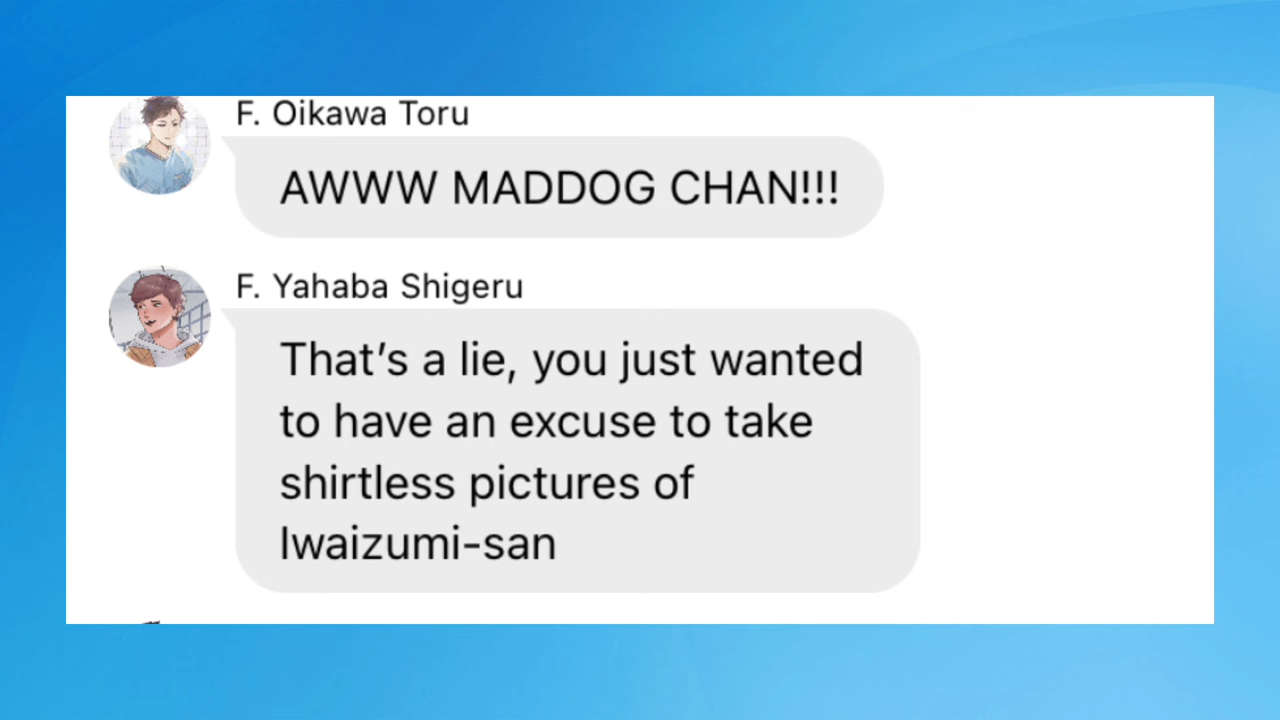 F. Oikawa Toru
AWWW MADDOG CHAN!!!
F. Yahaba Shigeru
That’s a lie, you just wanted
to have an excuse to take
shirtless pictures of
Iwaizumi-san